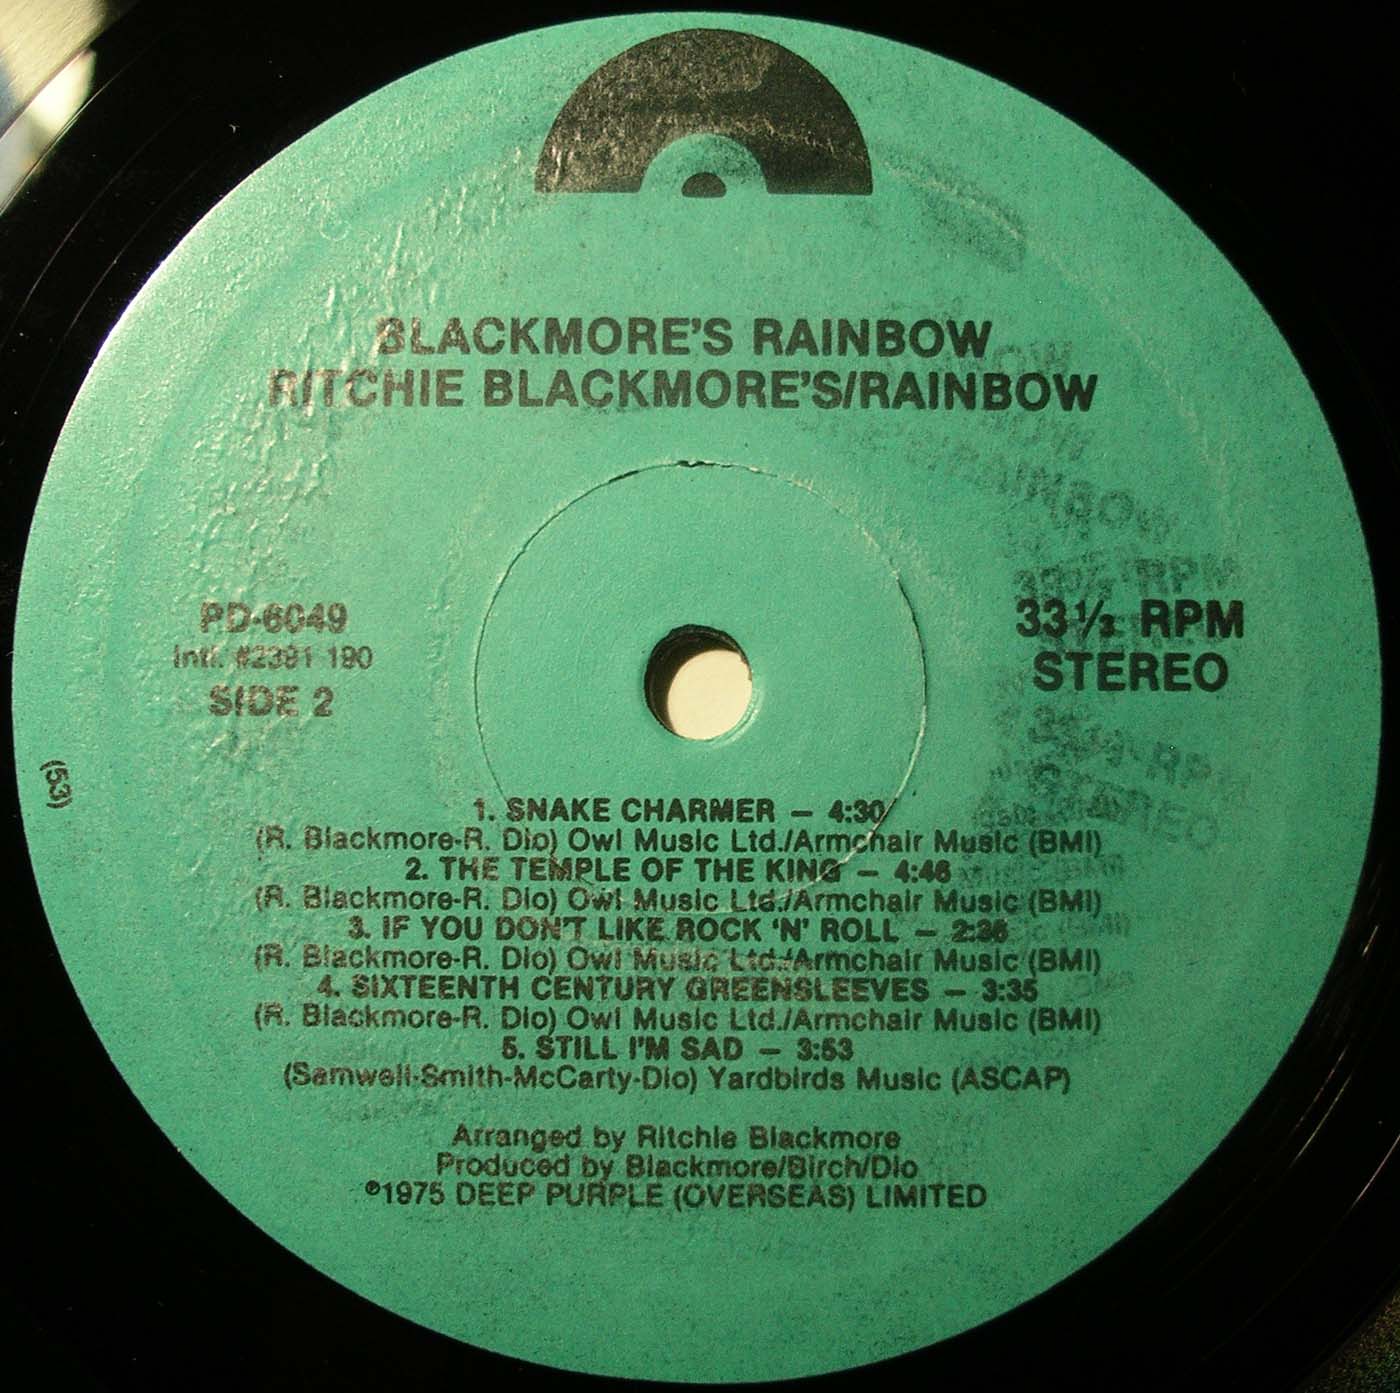 BLACKMORE'S RAINBOW
RITCHIE BLACKMORE'S/RAINBOW
PD-6049
Intl. #2391 190
SIDE 2
33⅓ RPM
STEREO
(53)
1. SNAKE CHARMER — 4:30
(R. Blackmore-R. Dio) Owl Music Ltd./Armchair Music (BMI)
2. THE TEMPLE OF THE KING — 4:46
(R. Blackmore-R. Dio) Owl Music Ltd./Armchair Music (BMI)
3. IF YOU DON'T LIKE ROCK 'N' ROLL — 2:36
(R. Blackmore-R. Dio) Owl Music Ltd./Armchair Music (BMI)
4. SIXTEENTH CENTURY GREENSLEEVES — 3:35
(R. Blackmore-R. Dio) Owl Music Ltd./Armchair Music (BMI)
5. STILL I'M SAD — 3:53
(Samwell-Smith-McCarty-Dio) Yardbirds Music (ASCAP)
Arranged by Ritchie Blackmore
Produced by Blackmore/Birch/Dio
℗1975 DEEP PURPLE (OVERSEAS) LIMITED